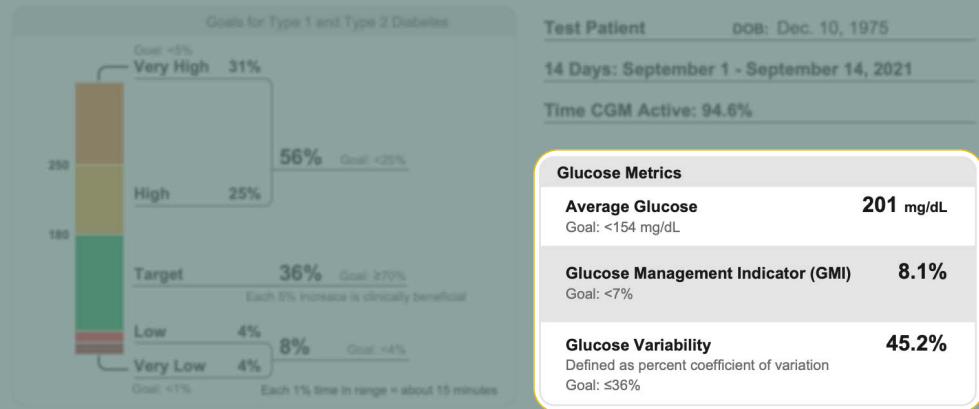 Goals for Type 1 and Type 2 Diabetes
Goal: <5%
Very High 31%
56% Goal: <25%
250
High 25%
180
Target 36% Goal: ≥70%
Each 5% increase is clinically beneficial
Low 4%
8% Goal: <4%
Very Low 4%
Goal: <1%
Each 1% time in range = about 15 minutes
Test Patient DOB: Dec. 10, 1975
14 Days: September 1 - September 14, 2021
Time CGM Active: 94.6%
Glucose Metrics
Average Glucose 201 mg/dL
Goal: <154 mg/dL
Glucose Management Indicator (GMI) 8.1%
Goal: <7%
Glucose Variability 45.2%
Defined as percent coefficient of variation
Goal: ≤36%